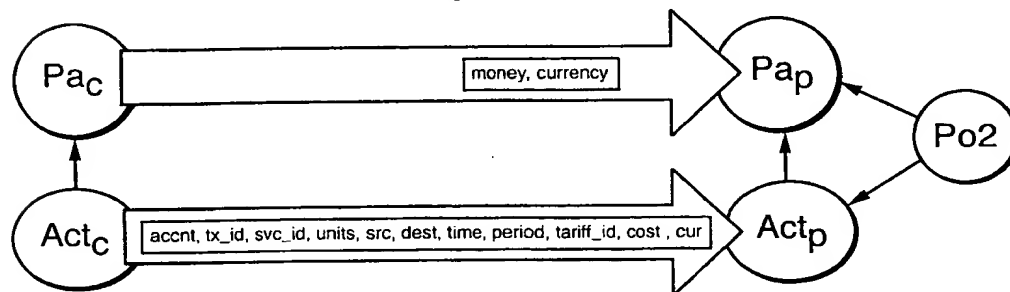 Pac
money, currency
Pap
Po2
Actc
accnt, tx_id, svc_id, units, src, dest, time, period, tariff_id, cost , cur
Actp